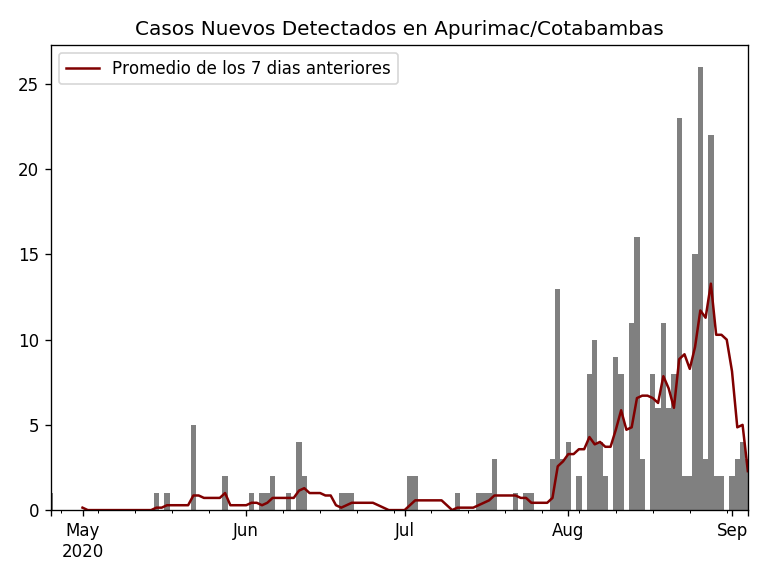 Casos Nuevos Detectados en Apurimac/Cotabambas
Promedio de los 7 dias anteriores
25
20
15
10
5
0
May Jun Jul Aug Sep
2020